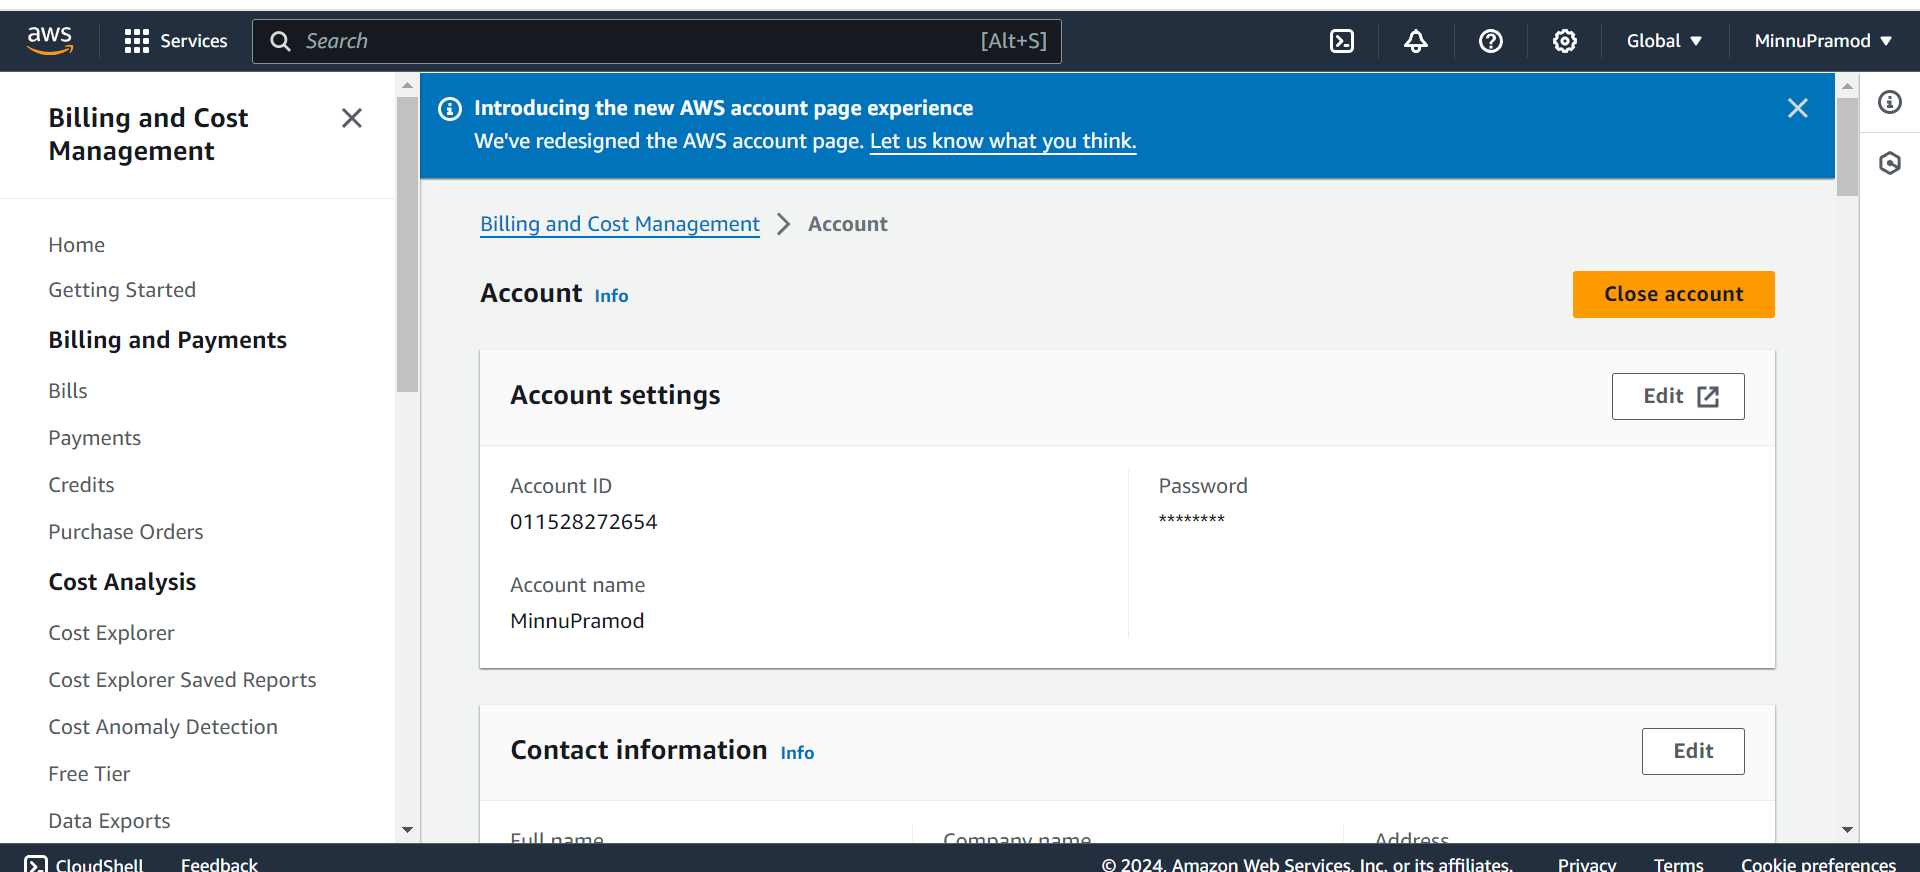 aws
Services
Search
[Alt+S]
Global
MinnuPramod
Billing and Cost
Management
Home
Getting Started
Billing and Payments
Bills
Payments
Credits
Purchase Orders
Cost Analysis
Cost Explorer
Cost Explorer Saved Reports
Cost Anomaly Detection
Free Tier
Data Exports
Introducing the new AWS account page experience
We've redesigned the AWS account page. Let us know what you think.
Billing and Cost Management > Account
Account Info
Close account
Account settings
Edit
Account ID
011528272654
Password
********
Account name
MinnuPramod
Contact information Info
Edit
Full name
Company name
Address
CloudShell
Feedback
© 2024, Amazon Web Services, Inc. or its affiliates.
Privacy
Terms
Cookie preferences